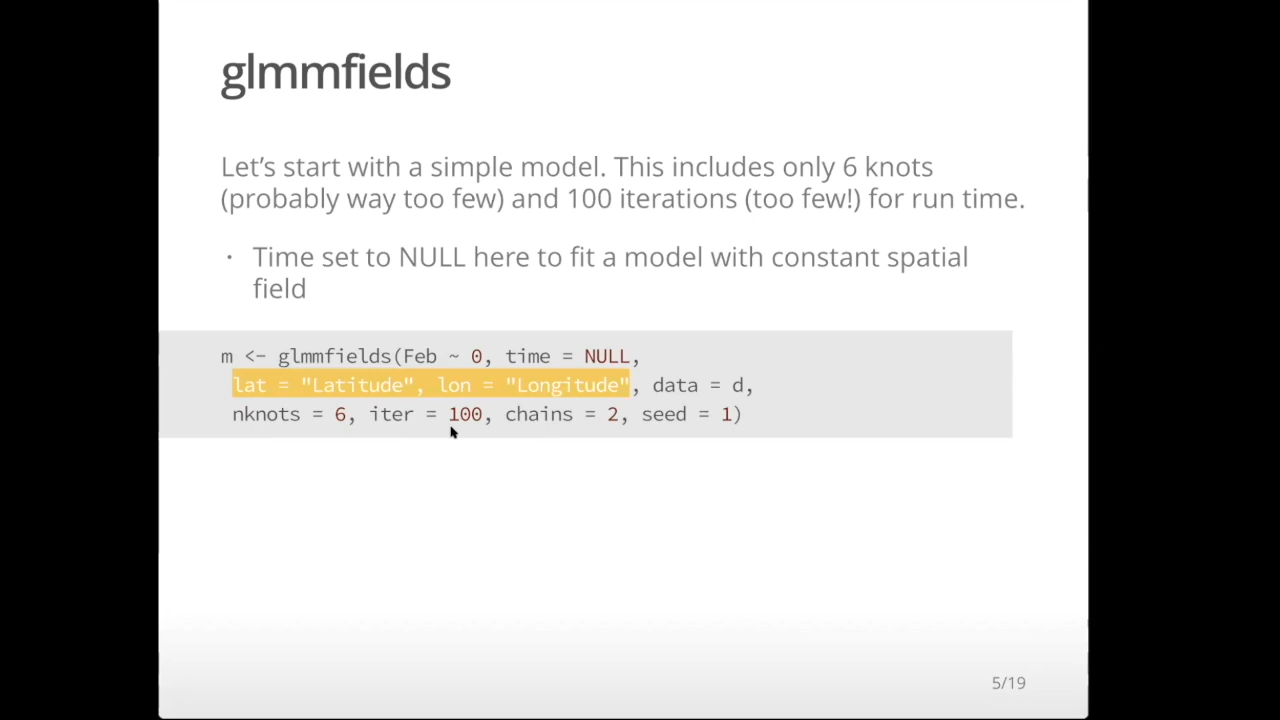 glmmfields
Let's start with a simple model. This includes only 6 knots
(probably way too few) and 100 iterations (too few!) for run time.
· Time set to NULL here to fit a model with constant spatial
field
m <- glmmfields(Feb ~ 0, time = NULL,
lat = "Latitude", lon = "Longitude", data = d,
nknots = 6, iter = 100, chains = 2, seed = 1)
5/19